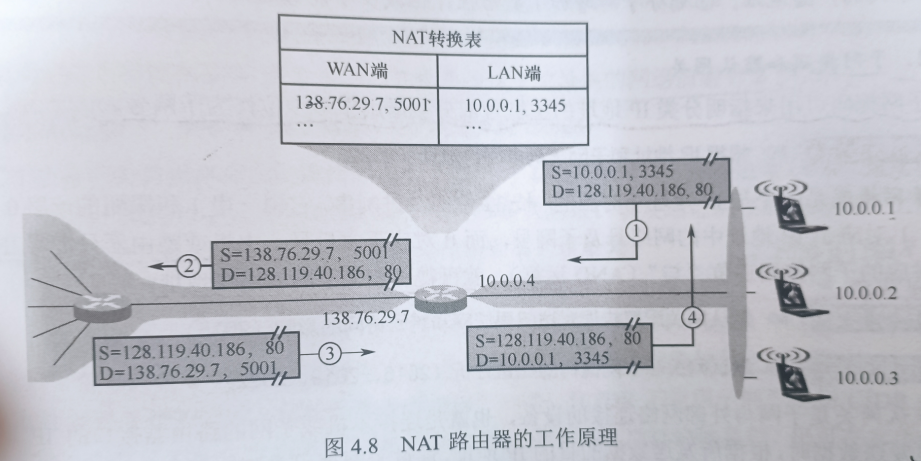 NAT转换表
WAN端 LAN端
138.76.29.7, 5001 10.0.0.1, 3345
… …
S=10.0.0.1, 3345
D=128.119.40.186, 80
①
10.0.0.1
②
S=138.76.29.7, 5001
D=128.119.40.186, 80
10.0.0.4
10.0.0.2
138.76.29.7
④
S=128.119.40.186, 80
D=138.76.29.7, 5001
③
S=128.119.40.186, 80
D=10.0.0.1, 3345
10.0.0.3
图 4.8 NAT 路由器的工作原理